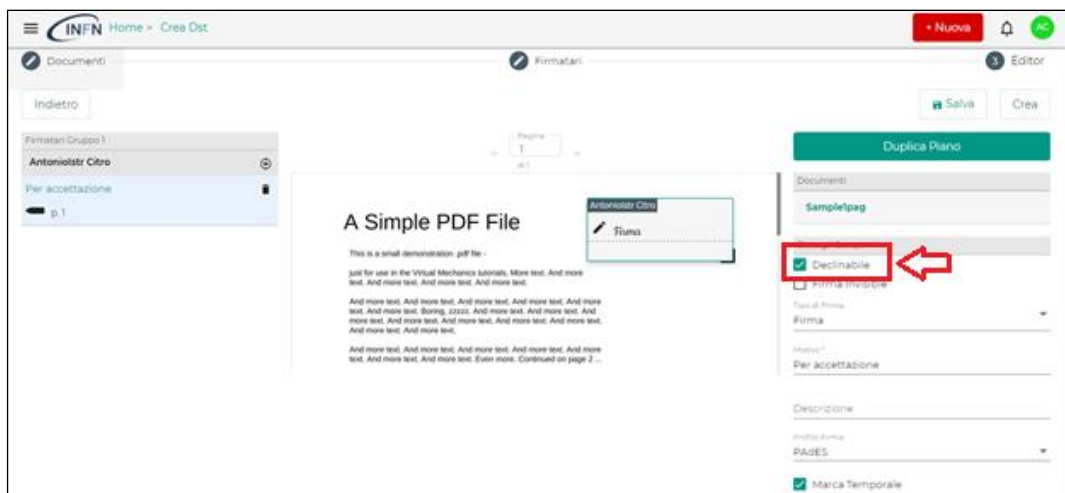 INFN Home > Crea Dst
+ Nuova
AC
Documenti
Firmatari
3 Editor
Indietro
Salva
Crea
Firmatari Gruppo 1
Antoniolstr Citro
Per accettazione
p.1
Pagina
1
di 1
Duplica Piano
Documenti
Sample1pag
Declinabile
Firma Invisibile
Tipo di Firma
Firma
Motivo *
Per accettazione
Descrizione
Profilo Firma
PAdES
Marca Temporale
A Simple PDF File
Antoniolstr Citro
Firma
This is a small demonstration .pdf file -
just for use in the Virtual Mechanics tutorials. More text. And more
text. And more text. And more text. And more text.
And more text. And more text. And more text. And more text. And more
text. And more text. Boring, zzzzz. And more text. And more text. And
more text. And more text. And more text. And more text. And more text.
And more text. And more text.
And more text. And more text. And more text. And more text. And more
text. And more text. And more text. Even more. Continued on page 2 ...